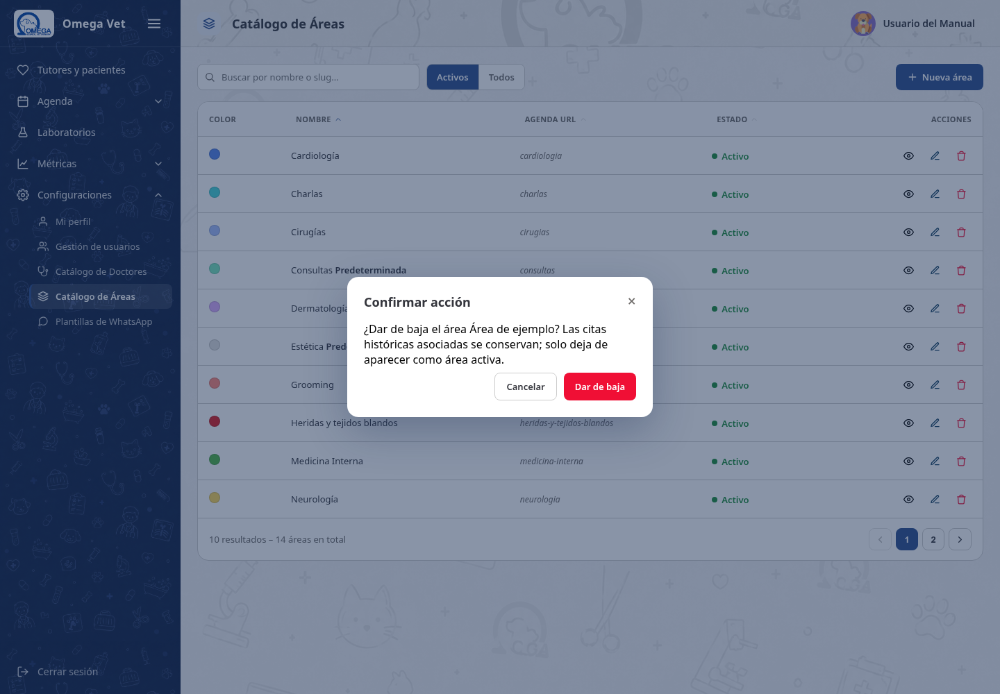 OMEGA
Omega Vet
Catálogo de Áreas
Usuario del Manual
Tutores y pacientes
Agenda
Laboratorios
Métricas
Configuraciones
Mi perfil
Gestión de usuarios
Catálogo de Doctores
Catálogo de Áreas
Plantillas de WhatsApp
Cerrar sesión
Buscar por nombre o slug...
Activos
Todos
Nueva área
COLOR NOMBRE AGENDA URL ESTADO ACCIONES
Cardiología cardiologia Activo
Charlas charlas Activo
Cirugías cirugias Activo
Consultas Predeterminada consultas Activo
Dermatología Activo
Estética Activo
Grooming Activo
Heridas y tejidos blandos heridas-y-tejidos-blandos Activo
Medicina Interna medicina-interna Activo
Neurología neurologia Activo
10 resultados – 14 áreas en total
1 2
Confirmar acción
¿Dar de baja el área Área de ejemplo? Las citas
históricas asociadas se conservan; solo deja de
aparecer como área activa.
Cancelar
Dar de baja